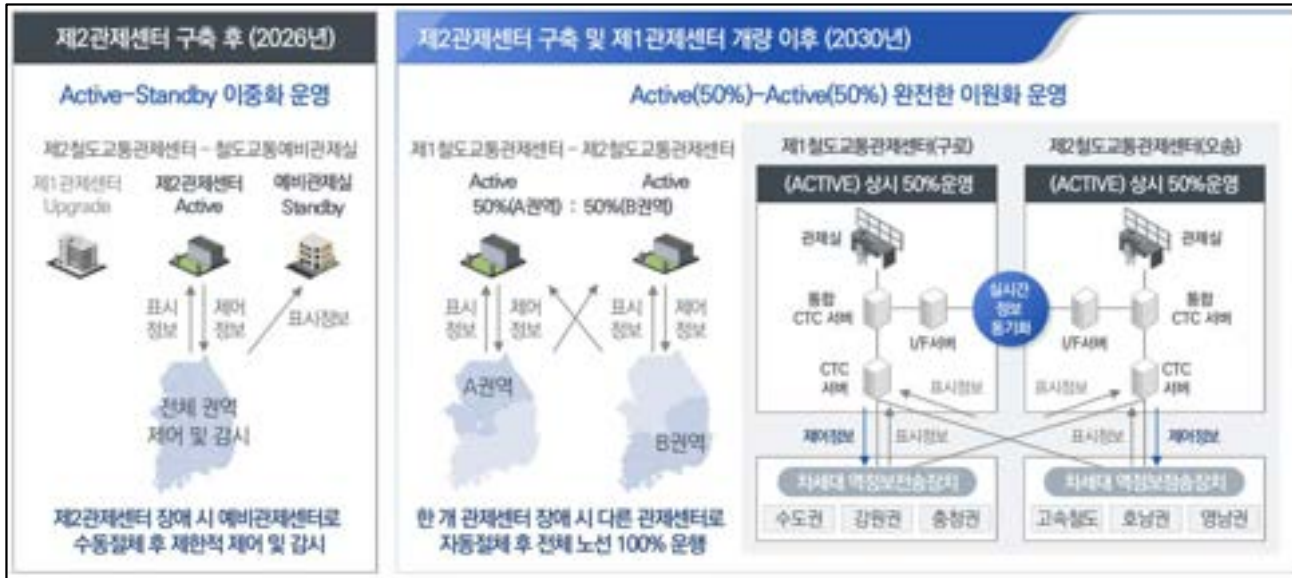 제2관제센터 구축 후 (2026년)
Active-Standby 이중화 운영
제2철도교통관제센터 - 철도교통예비관제실
제1관제센터
Upgrade
제2관제센터
Active
예비관제실
Standby
표시
정보
제어
정보
표시정보
전체 권역
제어 및 감시
제2관제센터 장애 시 예비관제센터로
수동절체 후 제한적 제어 및 감시
제2관제센터 구축 및 제1관제센터 개량 이후 (2030년)
Active(50%)-Active(50%) 완전한 이원화 운영
제1철도교통관제센터 - 제2철도교통관제센터
Active
Active
50%(A권역) : 50%(B권역)
표시
정보
제어
정보
표시
정보
제어
정보
A권역
B권역
한 개 관제센터 장애 시 다른 관제센터로
자동절체 후 전체 노선 100% 운행
제1철도교통관제센터(구로)
(ACTIVE) 상시 50%운영
관제실
통합
CTC 서버
I/F서버
CTC
서버
표시정보
제어정보
표시정보
차세대 역정보전송장치
수도권
강원권
충청권
실시간
정보
동기화
제2철도교통관제센터(오송)
(ACTIVE) 상시 50%운영
관제실
통합
CTC 서버
I/F서버
CTC
서버
표시정보
표시정보
제어정보
차세대 역정보전송장치
고속철도
호남권
영남권